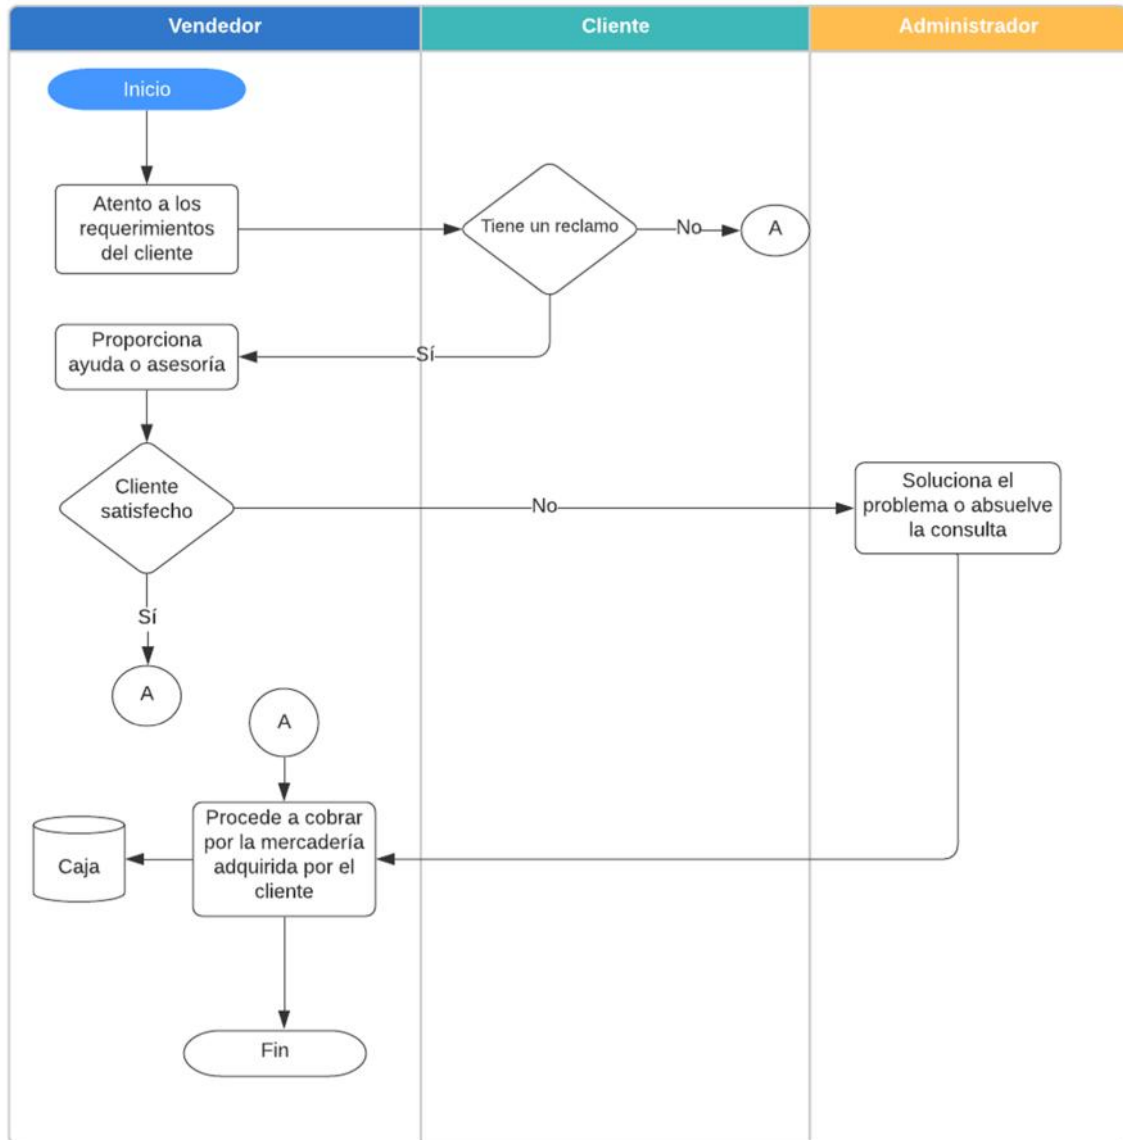 Vendedor
Cliente
Administrador
Inicio
Atento a los
requerimientos
del cliente
Tiene un reclamo
No
A
Proporciona
ayuda o asesoría
Sí
Cliente
satisfecho
No
Soluciona el
problema o absuelve
la consulta
Sí
A
A
Procede a cobrar
por la mercadería
adquirida por el
cliente
Caja
Fin